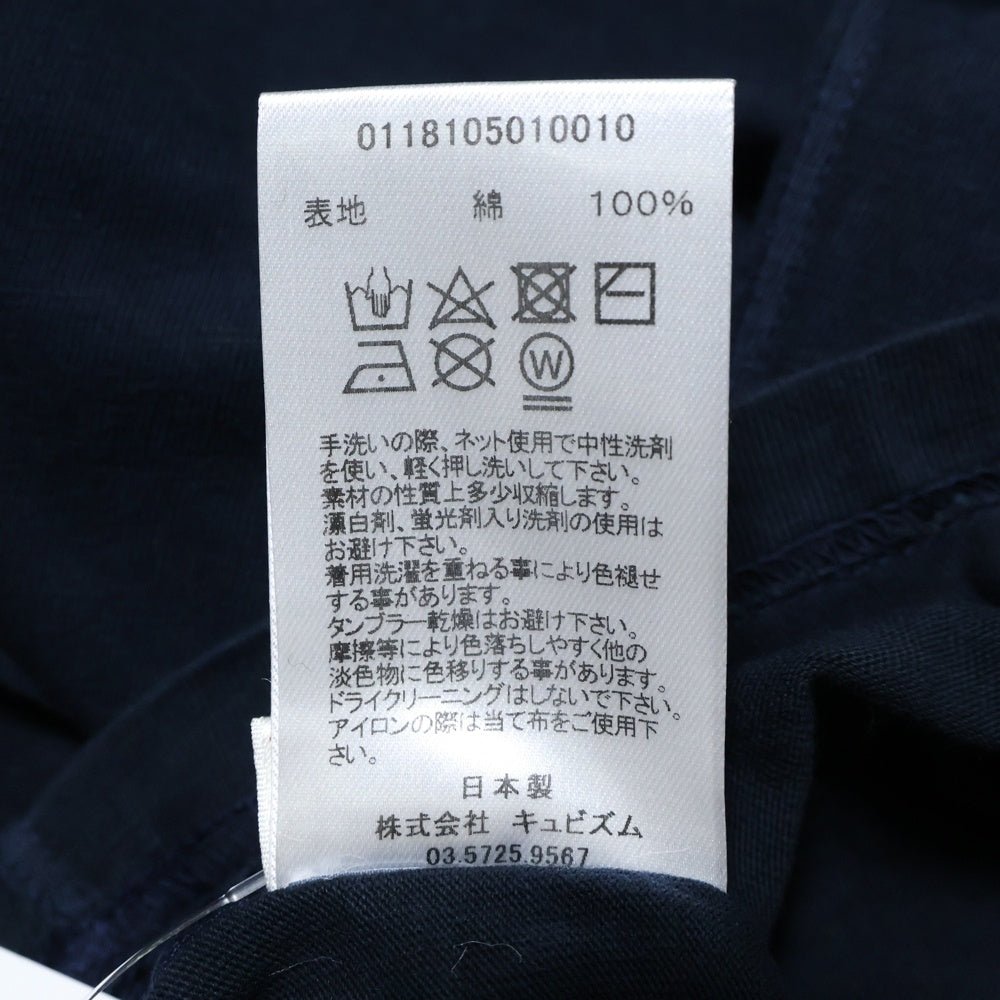 0118105010010
表地 綿 100%
W
手洗いの際、ネット使用で中性洗剤
を使い、軽く押し洗いして下さい。
素材の性質上多少収縮します。
漂白剤、蛍光剤入り洗剤の使用は
お避け下さい。
着用洗濯を重ねる事により色褪せ
する事があります。
タンブラー乾燥はお避け下さい。
摩擦等により色落ちしやすく他の
淡色物に色移りする事があります。
ドライクリーニングはしないで下さい。
アイロンの際は当て布をご使用下
さい。
日本製
株式会社 キュビズム
03.5725.9567